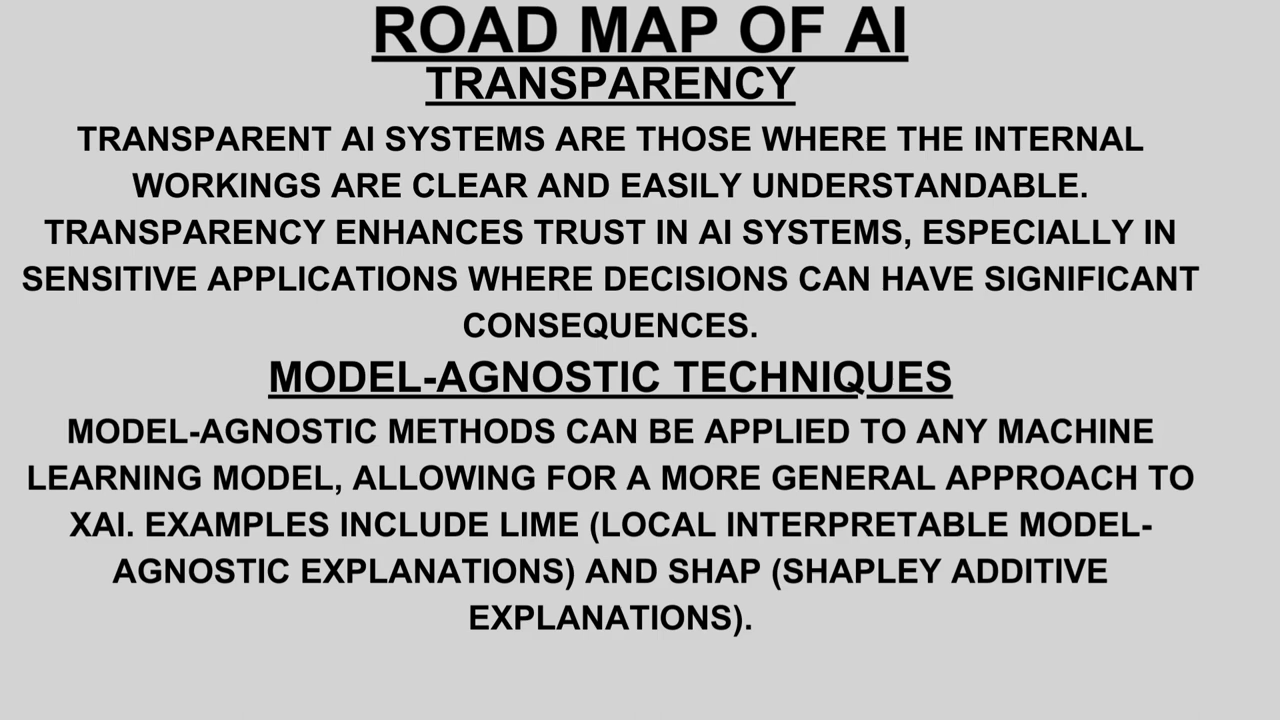 ROAD MAP OF AI
TRANSPARENCY
TRANSPARENT AI SYSTEMS ARE THOSE WHERE THE INTERNAL
WORKINGS ARE CLEAR AND EASILY UNDERSTANDABLE.
TRANSPARENCY ENHANCES TRUST IN AI SYSTEMS, ESPECIALLY IN
SENSITIVE APPLICATIONS WHERE DECISIONS CAN HAVE SIGNIFICANT
CONSEQUENCES.
MODEL-AGNOSTIC TECHNIQUES
MODEL-AGNOSTIC METHODS CAN BE APPLIED TO ANY MACHINE
LEARNING MODEL, ALLOWING FOR A MORE GENERAL APPROACH TO
XAI. EXAMPLES INCLUDE LIME (LOCAL INTERPRETABLE MODEL-
AGNOSTIC EXPLANATIONS) AND SHAP (SHAPLEY ADDITIVE
EXPLANATIONS).